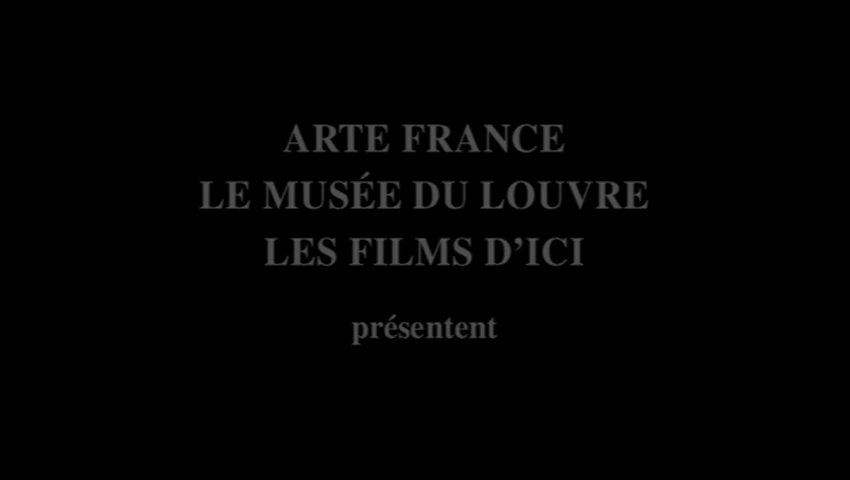 ARTE FRANCE
LE MUSÉE DU LOUVRE
LES FILMS D’ICI
présentent